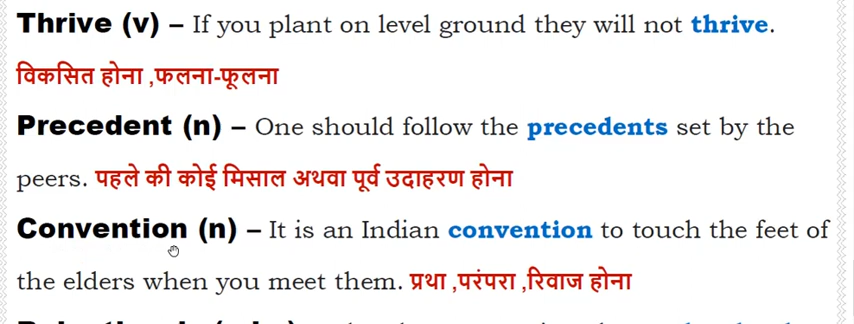 Thrive (v) – If you plant on level ground they will not thrive.
विकसित होना ,फलना-फूलना
Precedent (n) – One should follow the precedents set by the
peers. पहले की कोई मिसाल अथवा पूर्व उदाहरण होना
Convention (n) – It is an Indian convention to touch the feet of
the elders when you meet them. प्रथा ,परंपरा ,रिवाज होना